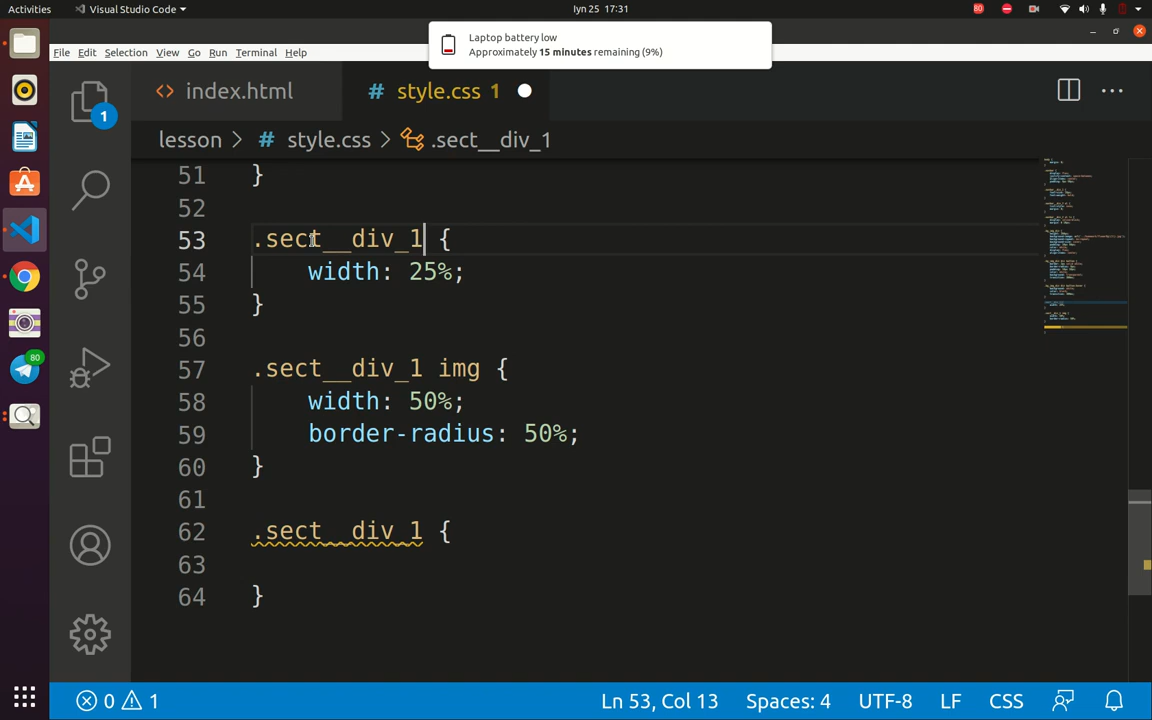 Activities
Visual Studio Code
Iyn 25 17:31
80
Laptop battery low
Approximately 15 minutes remaining (9%)
File Edit Selection View Go Run Terminal Help
<> index.html
# style.css 1
1
lesson > # style.css > .sect__div_1
51 }
52
53 .sect__div_1 {
54 width: 25%;
55 }
56
57 .sect__div_1 img {
58 width: 50%;
59 border-radius: 50%;
60 }
61
62 .sect__div_1 {
63
64 }
80
0 1
Ln 53, Col 13 Spaces: 4 UTF-8 LF CSS